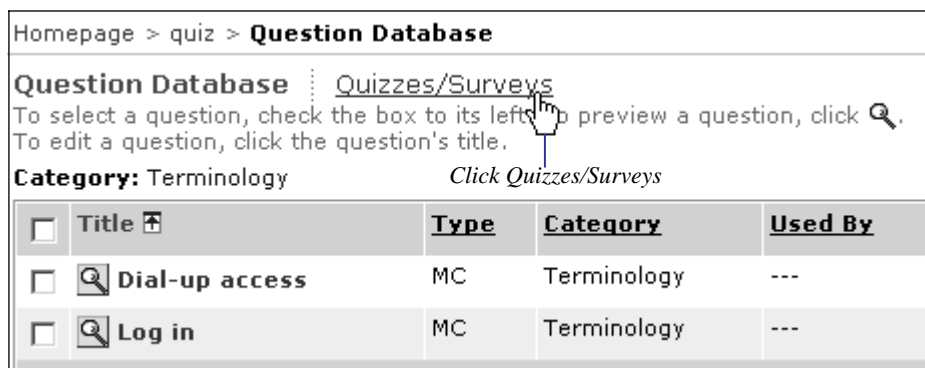 Homepage > quiz > Question Database
Question Database Quizzes/Surveys
To select a question, check the box to its left. To preview a question, click .
To edit a question, click the question's title.
Category: Terminology Click Quizzes/Surveys
Title Type Category Used By
Dial-up access MC Terminology ---
Log in MC Terminology ---